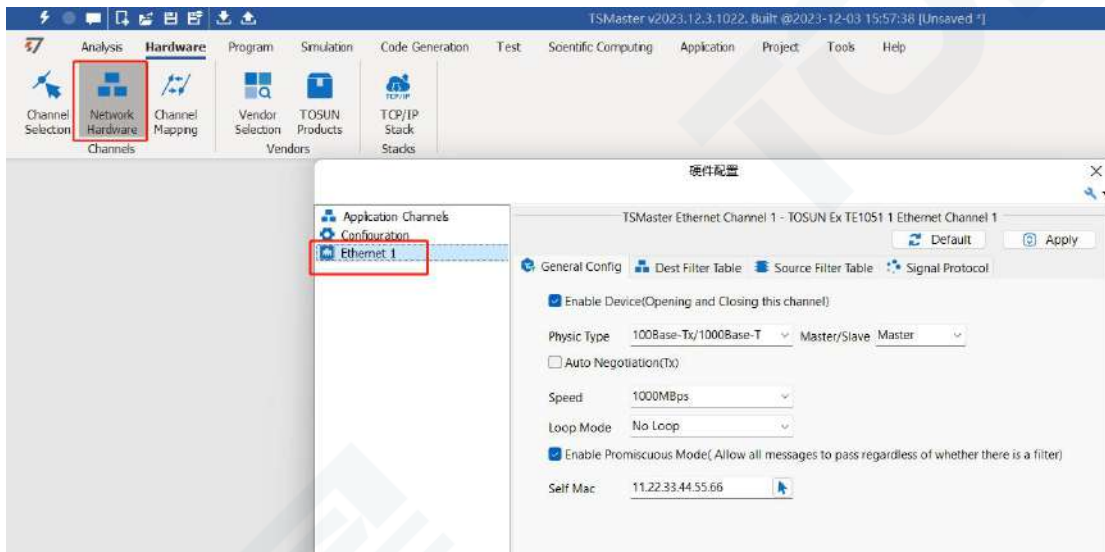 TSMaster v2023.12.3.1022. Built @2023-12-03 15:57:38 [Unsaved *]
Analysis Hardware Program Simulation Code Generation Test Scientific Computing Application Project Tools Help
Channel Selection
Network Hardware
Channel Mapping
Vendor Selection
TOSUN Products
TCP/IP
TCP/IP Stack
Channels Vendors Stacks
硬件配置
Application Channels
Configuration
Ethernet 1
TSMaster Ethernet Channel 1 - TOSUN Ex TE1051 1 Ethernet Channel 1
Default Apply
General Config Dest Filter Table Source Filter Table Signal Protocol
Enable Device(Opening and Closing this channel)
Physic Type 100Base-Tx/1000Base-T Master/Slave Master
Auto Negotiation(Tx)
Speed 1000MBps
Loop Mode No Loop
Enable Promiscuous Mode( Allow all messages to pass regardless of whether there is a filter)
Self Mac 11.22.33.44.55.66